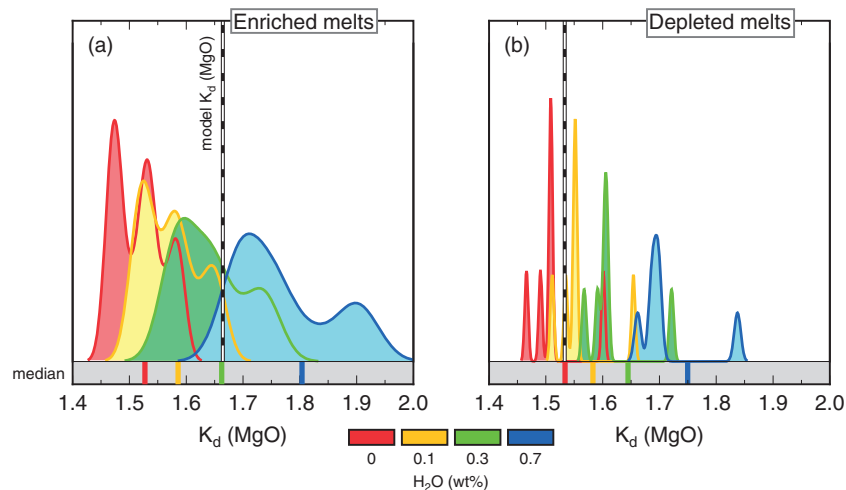 Enriched melts
Depleted melts
(a)
(b)
model Kd (MgO)
median
1.4 1.5 1.6 1.7 1.8 1.9 2.0
1.4 1.5 1.6 1.7 1.8 1.9 2.0
Kd (MgO)
Kd (MgO)
0 0.1 0.3 0.7
H2O (wt%)